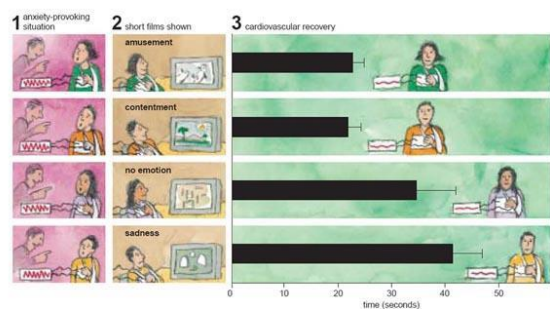 1 anxiety-provoking
situation
2 short films shown
3 cardiovascular recovery
amusement
contentment
no emotion
sadness
0 10 20 30 40 50
time (seconds)